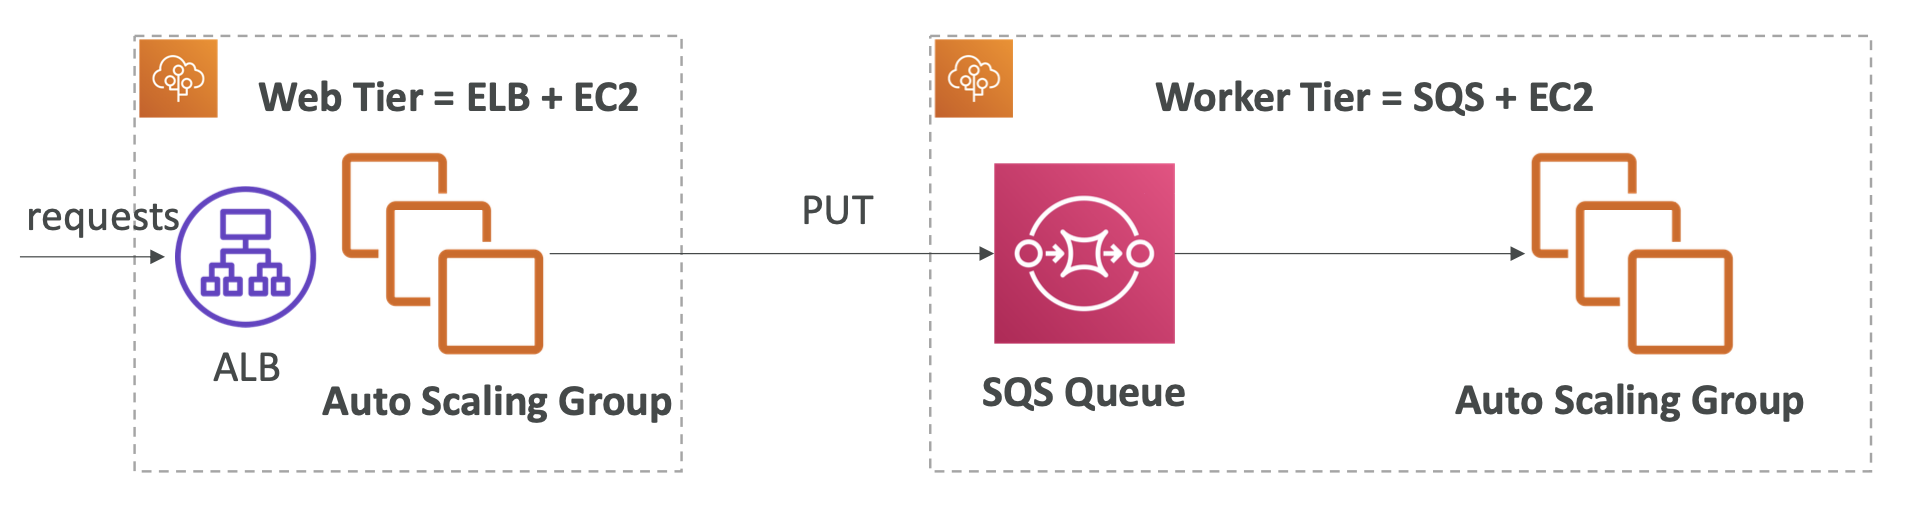 Web Tier = ELB + EC2
requests
ALB
Auto Scaling Group
PUT
Worker Tier = SQS + EC2
SQS Queue
Auto Scaling Group